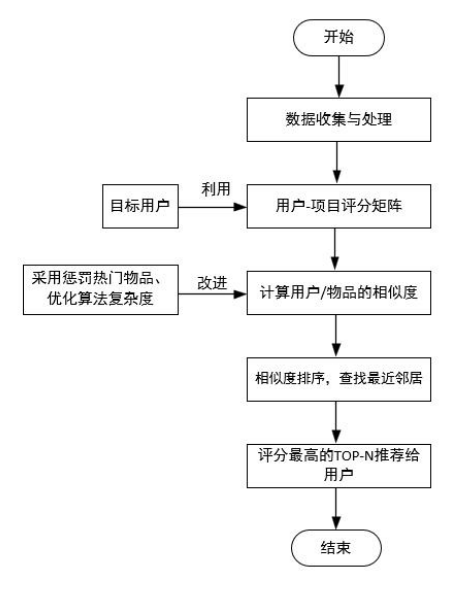 开始
数据收集与处理
利用
目标用户
用户-项目评分矩阵
采用惩罚热门物品、
优化算法复杂度
改进
计算用户/物品的相似度
相似度排序，查找最近邻居
评分最高的TOP-N推荐给
用户
结束